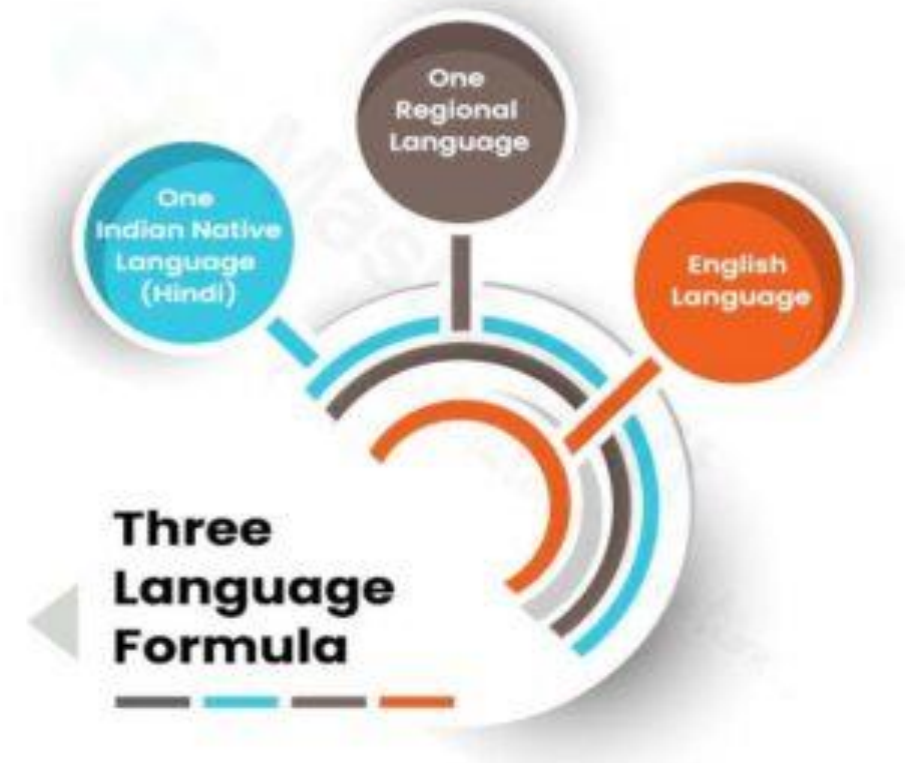 One
Regional
Language
One
Indian Native
Language
(Hindi)
English
Language
Three
Language
Formula